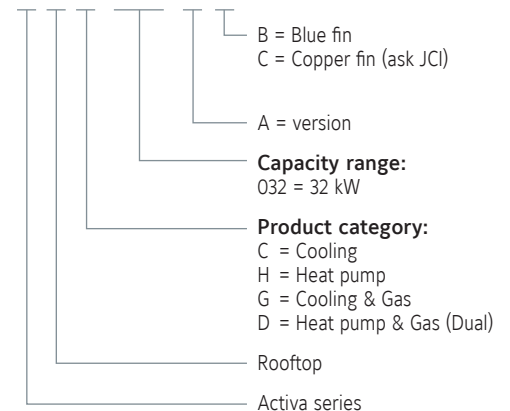 B = Blue fin
C = Copper fin (ask JCI)
A = version
Capacity range:
032 = 32 kW
Product category:
C = Cooling
H = Heat pump
G = Cooling & Gas
D = Heat pump & Gas (Dual)
Rooftop
Activa series